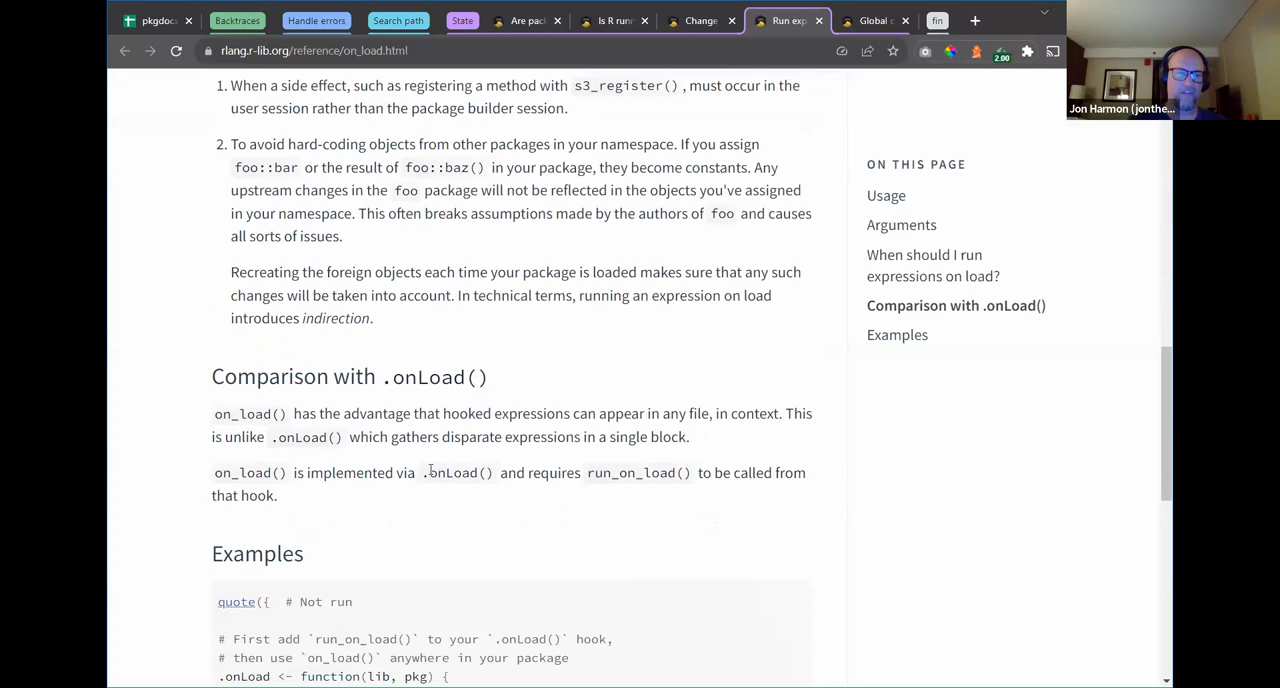 pkgdocs
Backtraces
Handle errors
Search path
State
Are pac
Is R runn
Change
Run exp
Global o
fin
rlang.r-lib.org/reference/on_load.html
2.00
Jon Harmon (jonthe...
1. When a side effect, such as registering a method with s3_register(), must occur in the
user session rather than the package builder session.
2. To avoid hard-coding objects from other packages in your namespace. If you assign
foo::bar or the result of foo::baz() in your package, they become constants. Any
upstream changes in the foo package will not be reflected in the objects you've assigned
in your namespace. This often breaks assumptions made by the authors of foo and causes
all sorts of issues.
Recreating the foreign objects each time your package is loaded makes sure that any such
changes will be taken into account. In technical terms, running an expression on load
introduces indirection.
Comparison with .onLoad()
on_load() has the advantage that hooked expressions can appear in any file, in context. This
is unlike .onLoad() which gathers disparate expressions in a single block.
on_load() is implemented via .onLoad() and requires run_on_load() to be called from
that hook.
Examples
quote({  # Not run
# First add `run_on_load()` to your `.onLoad()` hook,
# then use `on_load()` anywhere in your package
.onLoad <- function(lib, pkg) {
ON THIS PAGE
Usage
Arguments
When should I run
expressions on load?
Comparison with .onLoad()
Examples